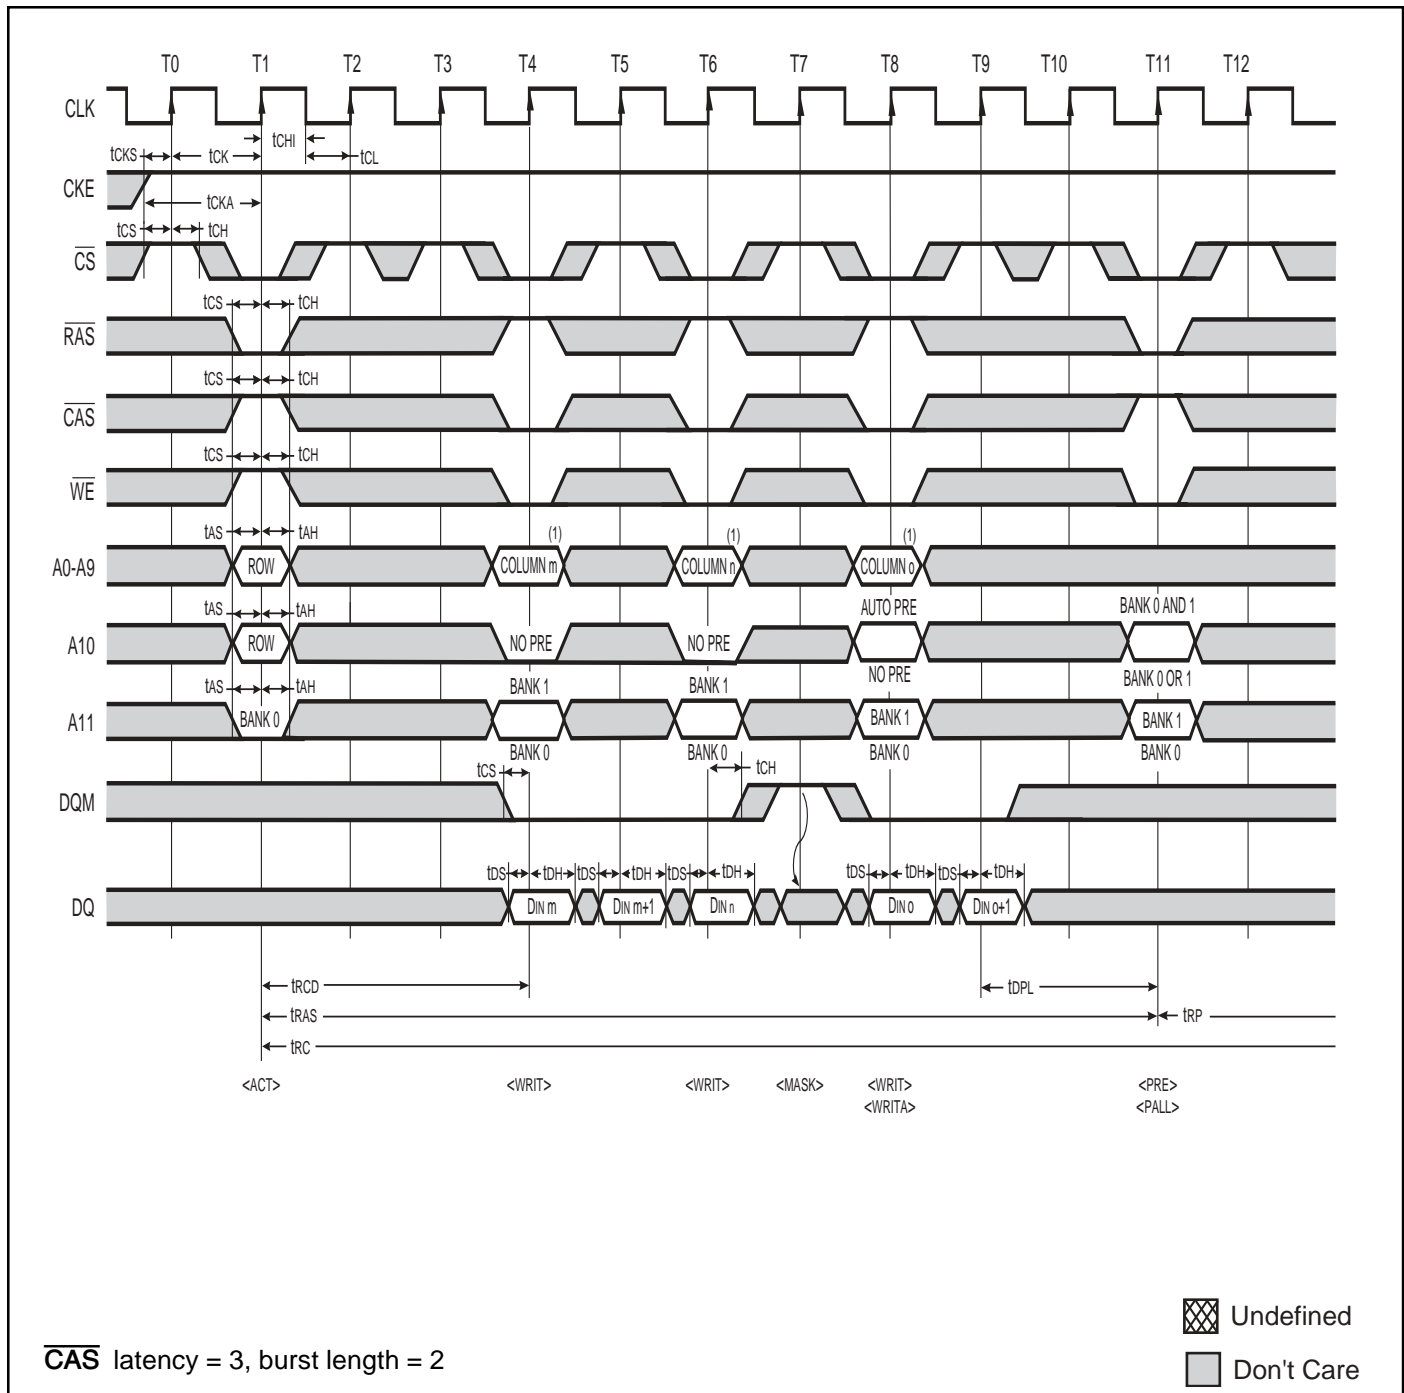 T0 T1 T2 T3 T4 T5 T6 T7 T8 T9 T10 T11 T12
CLK
tCHI
tCKS tCK tCL
CKE
tCKA
tCS tCH
CS
tCS tCH
RAS
tCS tCH
CAS
tCS tCH
WE
tAS tAH (1) (1) (1)
A0-A9 ROW COLUMN m COLUMN n COLUMN o
tAS tAH AUTO PRE BANK 0 AND 1
A10 ROW NO PRE NO PRE
NO PRE BANK 0 OR 1
tAS tAH BANK 1 BANK 1
A11 BANK 0 BANK 1 BANK 1
BANK 0 BANK 0 BANK 0 BANK 0
tCS tCH
DQM
tDS tDH tDS tDH tDS tDH tDS tDH tDS tDH
DQ DIN m DIN m+1 DIN n DIN o DIN o+1
tRCD tDPL
tRAS tRP
tRC
<ACT> <WRIT> <WRIT> <MASK> <WRIT> <PRE>
<WRITA> <PALL>
Undefined
CAS latency = 3, burst length = 2
Don't Care